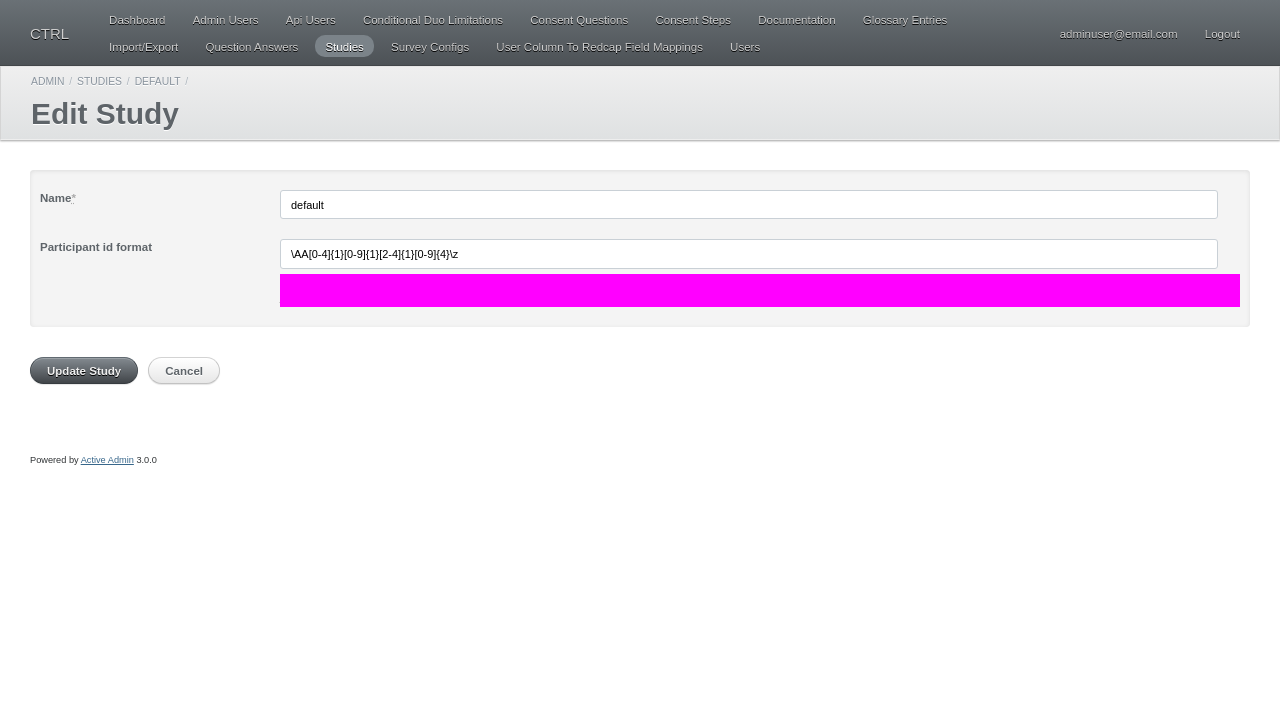 CTRL
Dashboard Admin Users Api Users Conditional Duo Limitations Consent Questions Consent Steps Documentation Glossary Entries
Import/Export Question Answers Studies Survey Configs User Column To Redcap Field Mappings Users
adminuser@email.com Logout
ADMIN / STUDIES / DEFAULT /
Edit Study
Name* default
Participant id format \AA[0-4]{1}[0-9]{1}[2-4]{1}[0-9]{4}\z
Update Study Cancel
Powered by Active Admin 3.0.0